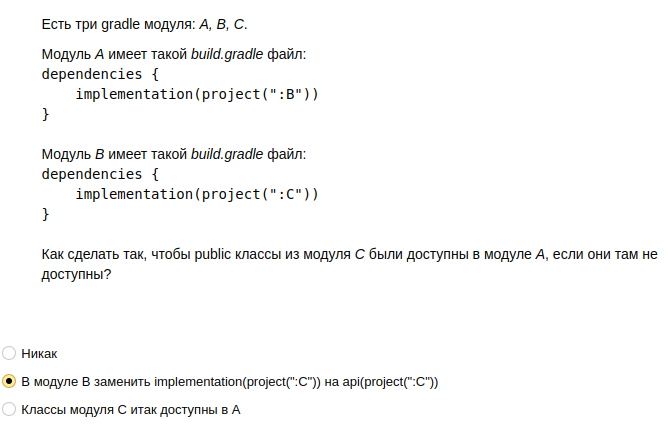 Есть три gradle модуля: A, B, C.
Модуль A имеет такой build.gradle файл:
dependencies {
    implementation(project(":B"))
}
Модуль B имеет такой build.gradle файл:
dependencies {
    implementation(project(":C"))
}
Как сделать так, чтобы public классы из модуля C были доступны в модуле A, если они там не
доступны?
Никак
В модуле B заменить implementation(project(":C")) на api(project(":C"))
Классы модуля C итак доступны в A